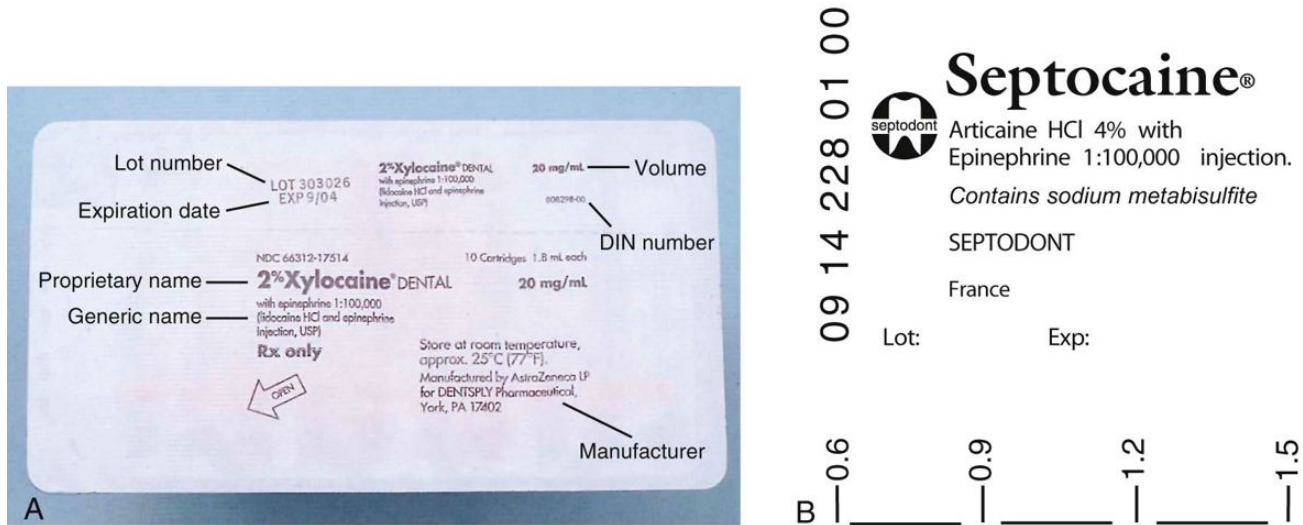 Lot number
Expiration date
Proprietary name
Generic name
LOT 303026
EXP 9/04
2%Xylocaine® DENTAL
with epinephrine 1:100,000
(lidocaine HCl and epinephrine
injection, USP)
20 mg/mL
Volume
808298-00
DIN number
NDC 66312-17514
10 Cartridges 1.8 mL each
2%Xylocaine® DENTAL
20 mg/mL
with epinephrine 1:100,000
(lidocaine HCl and epinephrine
injection, USP)
Rx only
OPEN
Store at room temperature,
approx. 25°C (77°F).
Manufactured by AstraZeneca LP
for DENTSPLY Pharmaceutical,
York, PA 17402
Manufacturer
A
09 14 228 01 00
septodont
Septocaine®
Articaine HCl 4% with
Epinephrine 1:100,000 injection.
Contains sodium metabisulfite
SEPTODONT
France
Lot: Exp:
0.6 0.9 1.2 1.5
B